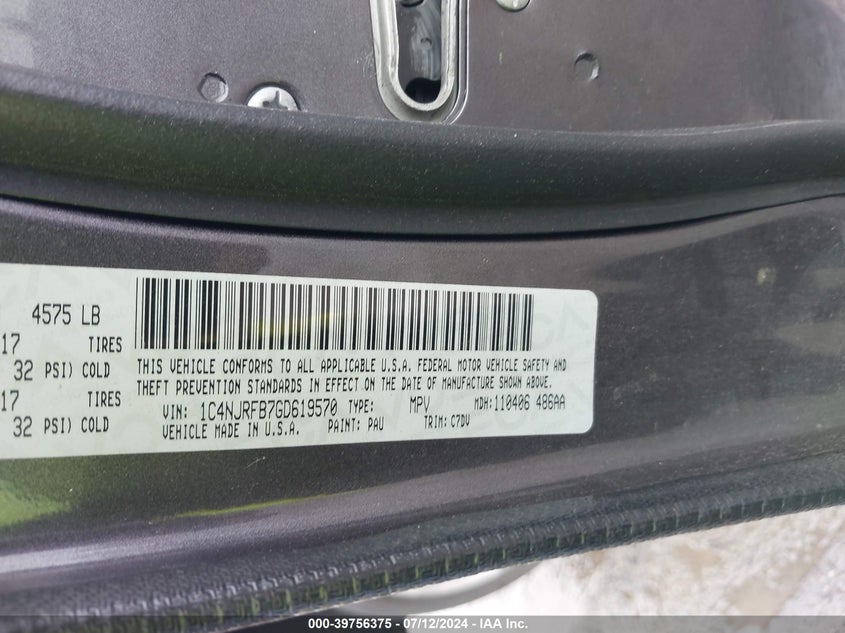 4575 LB
17 TIRES
32 PSI) COLD
17 TIRES
32 PSI) COLD
THIS VEHICLE CONFORMS TO ALL APPLICABLE U.S.A. FEDERAL MOTOR VEHICLE SAFETY AND
THEFT PREVENTION STANDARDS IN EFFECT ON THE DATE OF MANUFACTURE SHOWN ABOVE.
VIN: 1C4NJRFB7GD619570 TYPE: MPV MDH:110406 486AA
VEHICLE MADE IN U.S.A. PAINT: PAU TRIM: C7DV
000-39756375 - 07/12/2024 - IAA Inc.